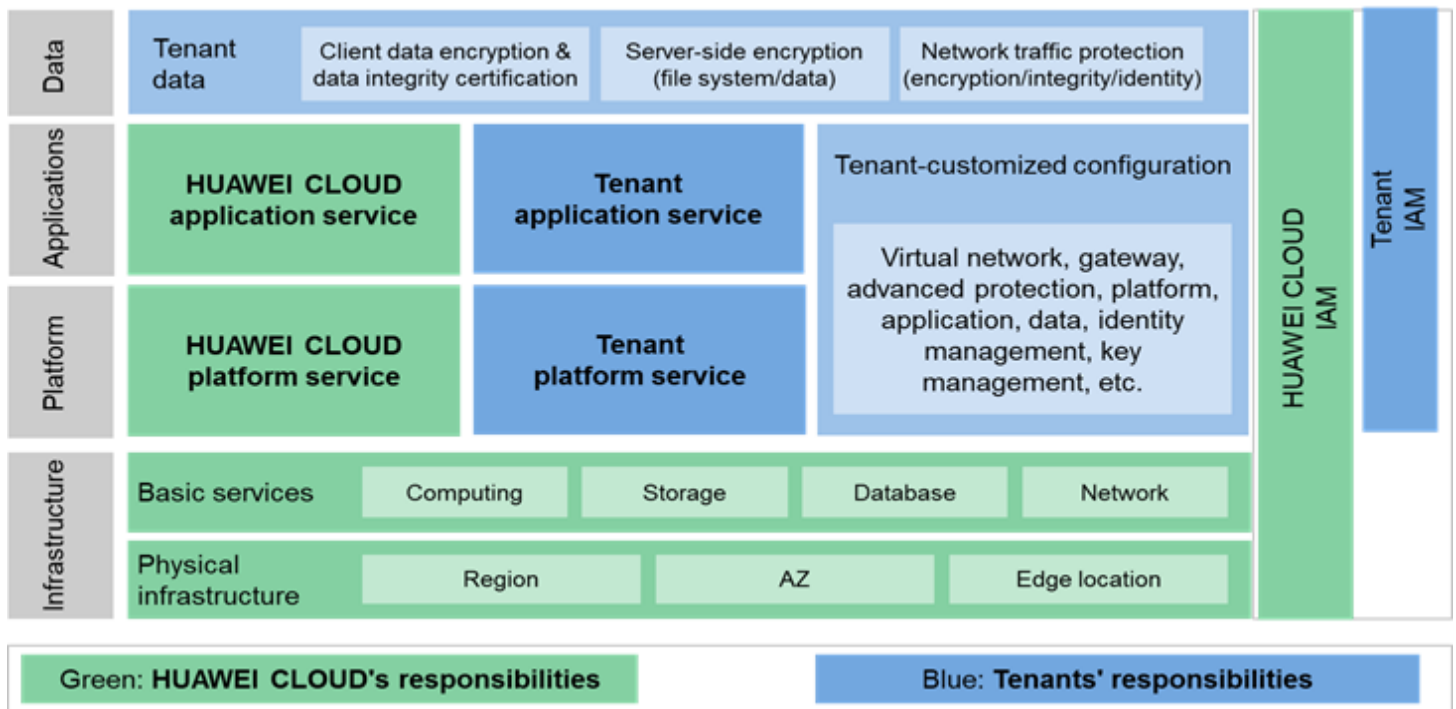 Data
Tenant
data
Client data encryption &
data integrity certification
Server-side encryption
(file system/data)
Network traffic protection
(encryption/integrity/identity)
Applications
HUAWEI CLOUD
application service
Tenant
application service
Tenant-customized configuration
Virtual network, gateway,
advanced protection, platform,
application, data, identity
management, key
management, etc.
Platform
HUAWEI CLOUD
platform service
Tenant
platform service
HUAWEI CLOUD
IAM
Tenant
IAM
Infrastructure
Basic services
Computing
Storage
Database
Network
Physical
infrastructure
Region
AZ
Edge location
Green: HUAWEI CLOUD's responsibilities
Blue: Tenants' responsibilities